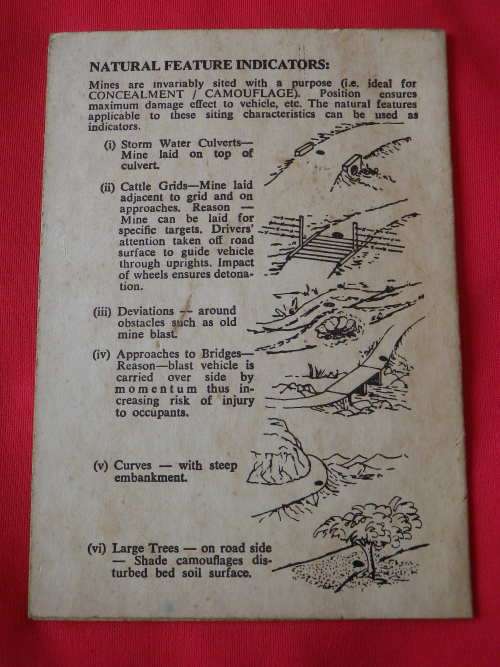 NATURAL FEATURE INDICATORS:
Mines are invariably sited with a purpose (i.e. ideal for
CONCEALMENT / CAMOUFLAGE). Position ensures
maximum damage effect to vehicle, etc. The natural features
applicable to these siting characteristics can be used as
indicators.
(i) Storm Water Culverts—
Mine laid on top of
culvert.
(ii) Cattle Grids—Mine laid
adjacent to grid and on
approaches. Reason —
Mine can be laid for
specific targets. Drivers'
attention taken off road
surface to guide vehicle
through uprights. Impact
of wheels ensures detona-
tion.
(iii) Deviations — around
obstacles such as old
mine blast.
(iv) Approaches to Bridges—
Reason—blast vehicle is
carried over side by
momentum thus in-
creasing risk of injury
to occupants.
(v) Curves — with steep
embankment.
(vi) Large Trees — on road side
— Shade camouflages dis-
turbed bed soil surface.